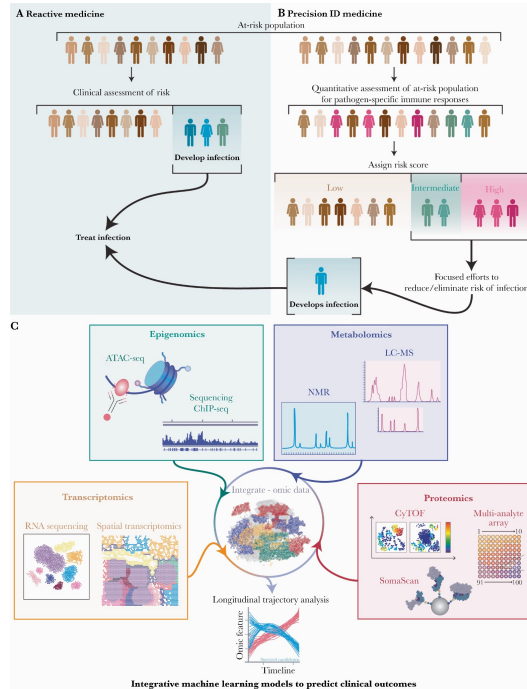 A Reactive medicine
B Precision ID medicine
At-risk population
Clinical assessment of risk
Develop infection
Treat infection
Quantitative assessment of at-risk population
for pathogen-specific immune responses
Assign risk score
Low
Intermediate
High
Focused efforts to
reduce/eliminate risk of infection
Develops infection
C
Epigenomics
ATAC-seq
Sequencing
ChIP-seq
Metabolomics
LC-MS
NMR
Transcriptomics
RNA sequencing
Spatial transcriptomics
Integrate - omic data
Proteomics
CyTOF
Multi-analyte
array
1
10
91
100
SomaScan
Longitudinal trajectory analysis
Omic feature
Timeline
Integrative machine learning models to predict clinical outcomes